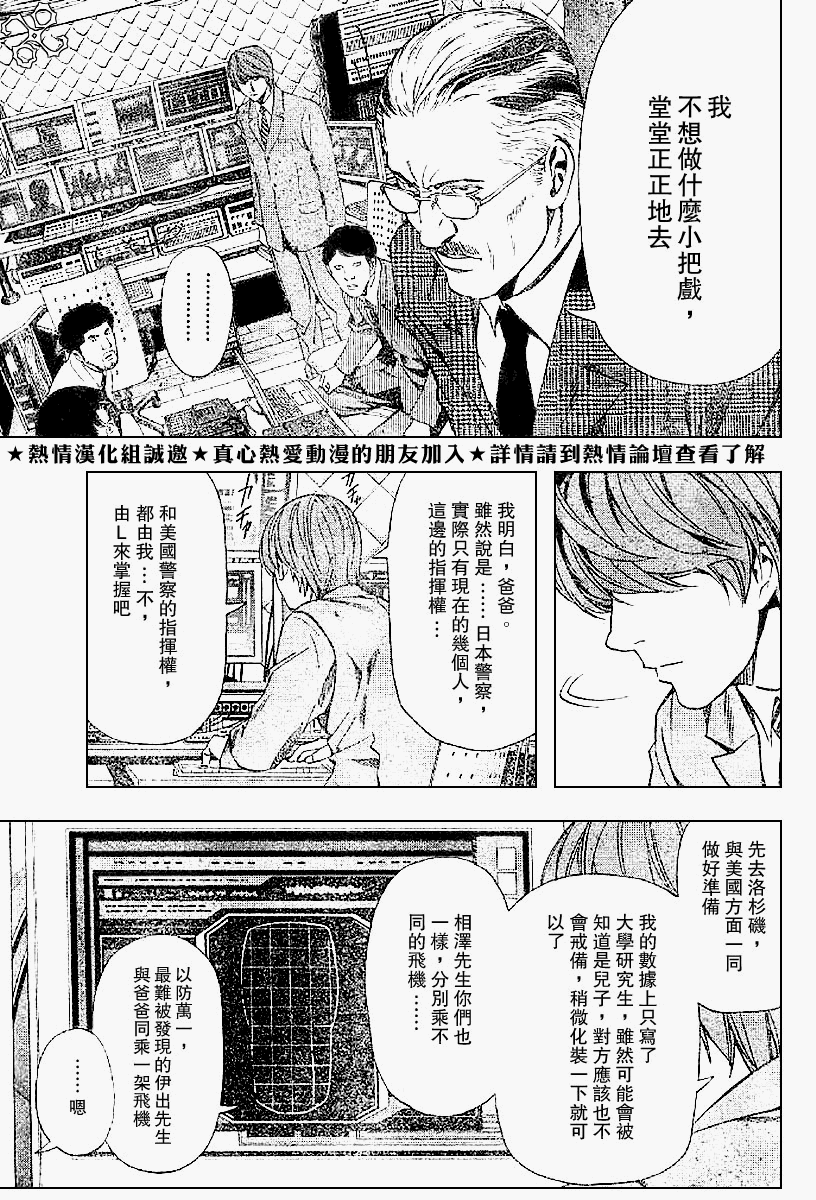 我
不想做什麼小把戲，
堂堂正正地去
………
★熱情漢化組誠邀★真心熱愛動漫的朋友加入★詳情請到熱情論壇查看了解
我明白，爸爸。
雖然說是……日本警察，
實際只有現在的幾個人，
這邊的指揮權…
和美國警察的指揮權，
都由我…不，
由L來掌握吧
カタ
カタ
先去洛杉磯，
與美國方面一同
做好準備
我的數據上只寫了
大學研究生，雖然可能會被
知道是兒子，對方應該也不
會戒備，稍微化裝一下就可
以了
相澤先生你們也
一樣，分別乘不
同的飛機……
以防萬一，
最難被發現的伊出先生
與爸爸同乘一架飛機
……嗯